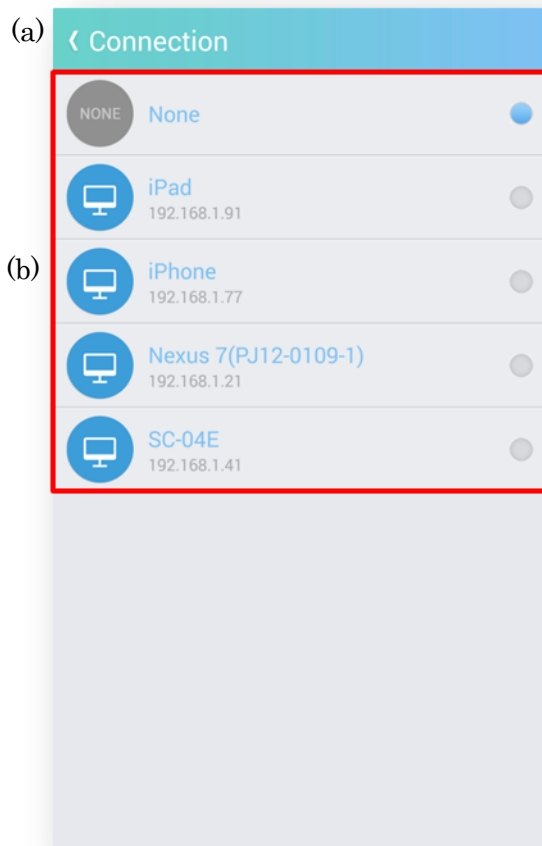 (a)
Connection
NONE
None
iPad
192.168.1.91
(b)
iPhone
192.168.1.77
Nexus 7(PJ12-0109-1)
192.168.1.21
SC-04E
192.168.1.41